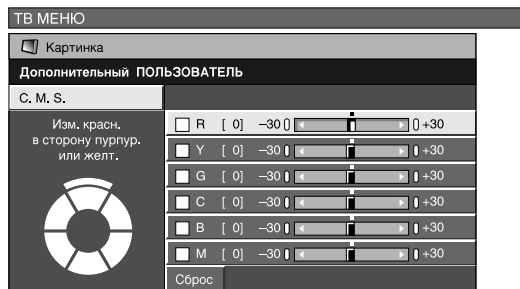 ТВ МЕНЮ
Картинка
Дополнительный ПОЛЬЗОВАТЕЛЬ
C. M. S.
Изм. красн.
в сторону пурпур.
или желт.
R [ 0] –30 +30
Y [ 0] –30 +30
G [ 0] –30 +30
C [ 0] –30 +30
B [ 0] –30 +30
M [ 0] –30 +30
Сброс